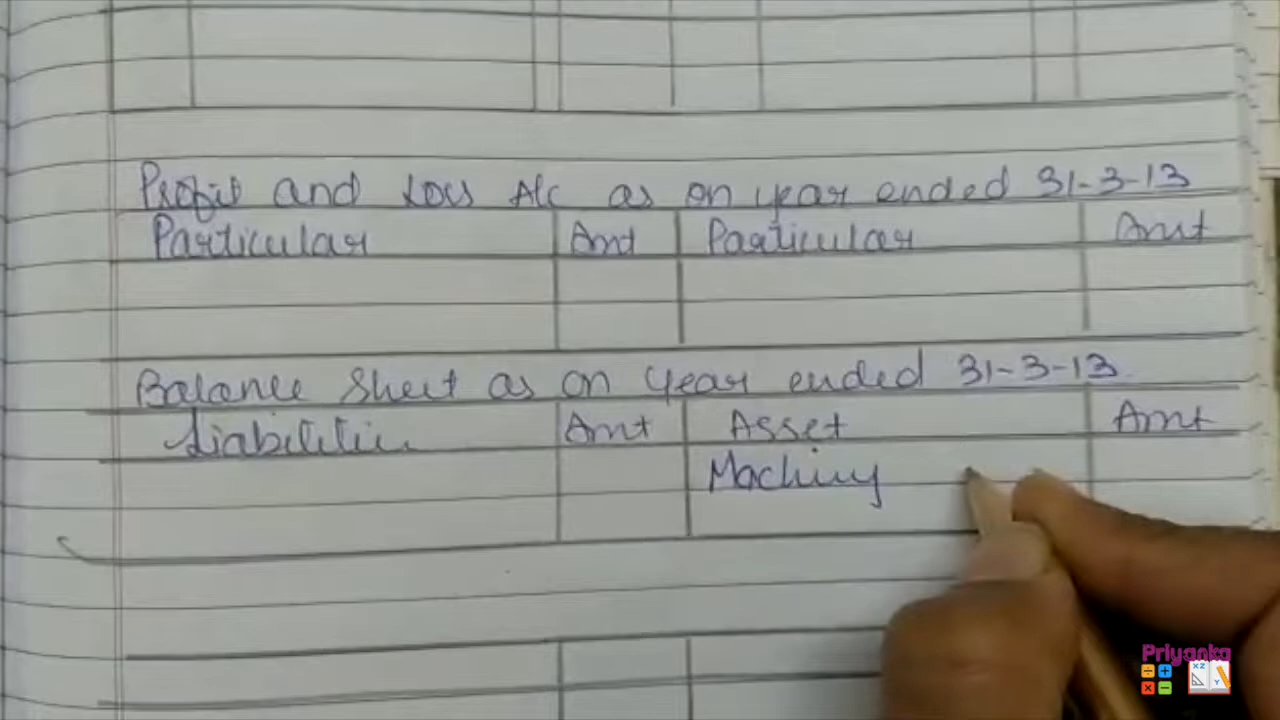 Profit and Loss A/c as on year ended 31-3-13
Particular Amt Particular Amt
Balance Sheet as on Year ended 31-3-13
Liabilities Amt Asset Amt
Machiny
Priyanka